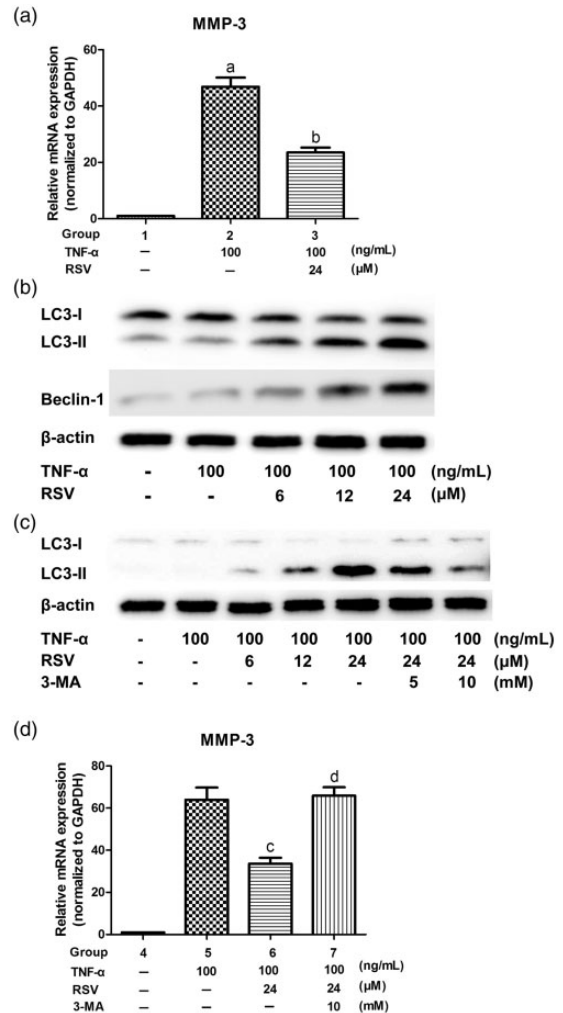 (a)
MMP-3
Relative mRNA expression
(normalized to GAPDH)
60
40
20
0
a
b
Group 1 2 3
TNF-α — 100 100 (ng/mL)
RSV — — 24 (μM)
(b)
LC3-I
LC3-II
Beclin-1
β-actin
TNF-α - 100 100 100 100 (ng/mL)
RSV - - 6 12 24 (μM)
(c)
LC3-I
LC3-II
β-actin
TNF-α - 100 100 100 100 100 100 (ng/mL)
RSV - - 6 12 24 24 24 (μM)
3-MA - - - - - 5 10 (mM)
(d)
MMP-3
Relative mRNA expression
(normalized to GAPDH)
80
60
40
20
0
c
d
Group 4 5 6 7
TNF-α — 100 100 100 (ng/mL)
RSV — — 24 24 (μM)
3-MA — — — 10 (mM)